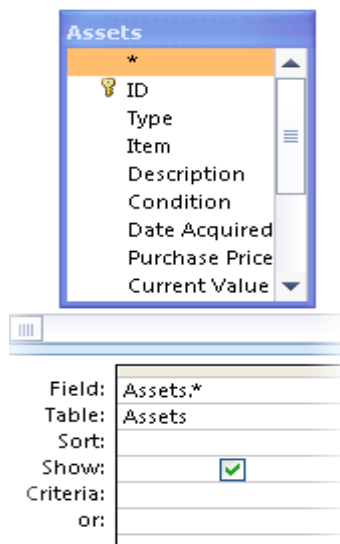 Assets
*
ID
Type
Item
Description
Condition
Date Acquired
Purchase Price
Current Value
Field: Assets.*
Table: Assets
Sort:
Show:
Criteria:
or: